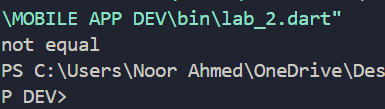 \MOBILE APP DEV\bin\lab_2.dart"
not equal
PS C:\Users\Noor Ahmed\OneDrive\Des
P DEV>